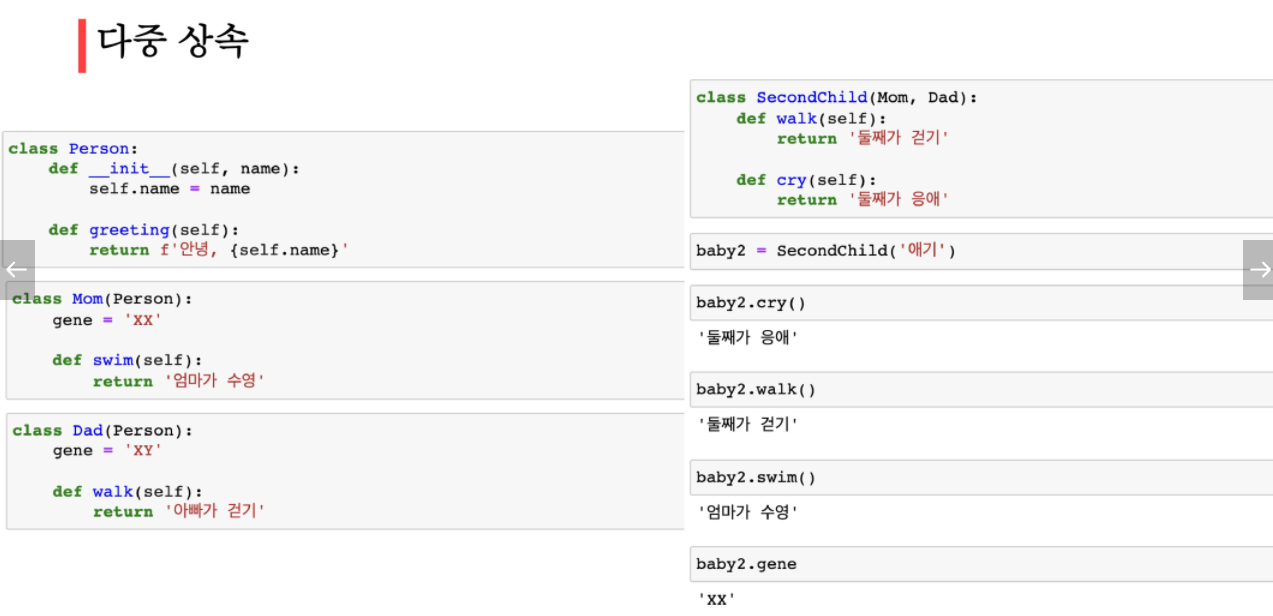 다중 상속
class Person:
    def __init__(self, name):
        self.name = name
    def greeting(self):
        return f'안녕, {self.name}'
class Mom(Person):
    gene = 'XX'
    def swim(self):
        return '엄마가 수영'
class Dad(Person):
    gene = 'XY'
    def walk(self):
        return '아빠가 걷기'
class SecondChild(Mom, Dad):
    def walk(self):
        return '둘째가 걷기'
    def cry(self):
        return '둘째가 응애'
baby2 = SecondChild('애기')
baby2.cry()
'둘째가 응애'
baby2.walk()
'둘째가 걷기'
baby2.swim()
'엄마가 수영'
baby2.gene
'XX'